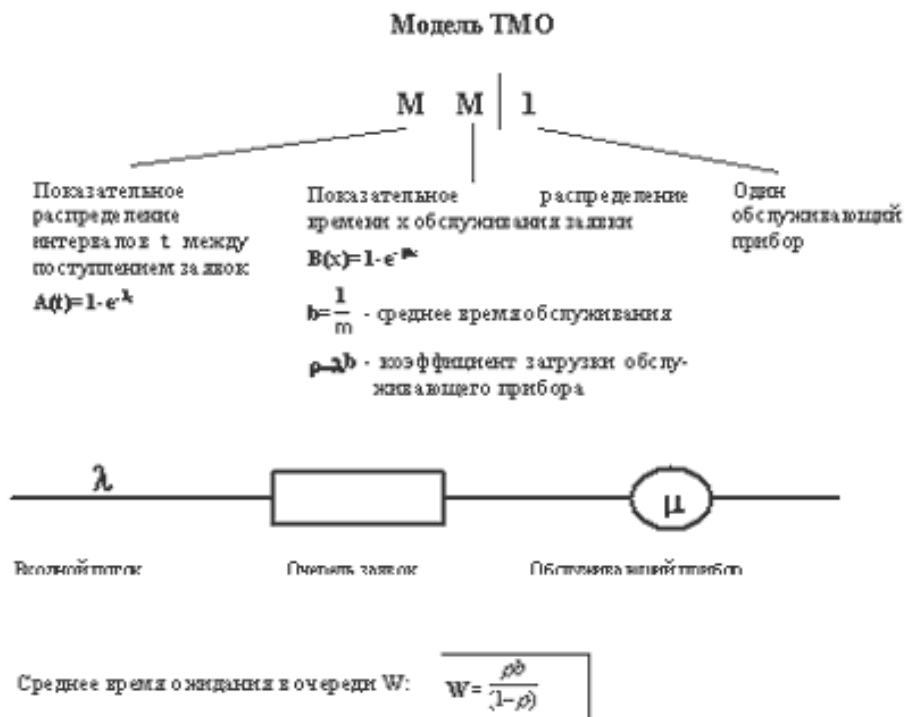 Модель ТМО
М М 1
Показательное
распределение
интервалов t между
поступлением заявок
A(t)=1-e^-λt
Показательное распределение
времени x обслуживания заявки
B(x)=1-e^-μx
b=1/m - среднее время обслуживания
ρ=λb - коэффициент загрузки обслу-
живающего прибора
Один
обслуживающий
прибор
λ
μ
Входной поток
Очередь заявок
Обслуживающий прибор
Среднее время ожидания в очереди W:
W=ρb/(1-ρ)